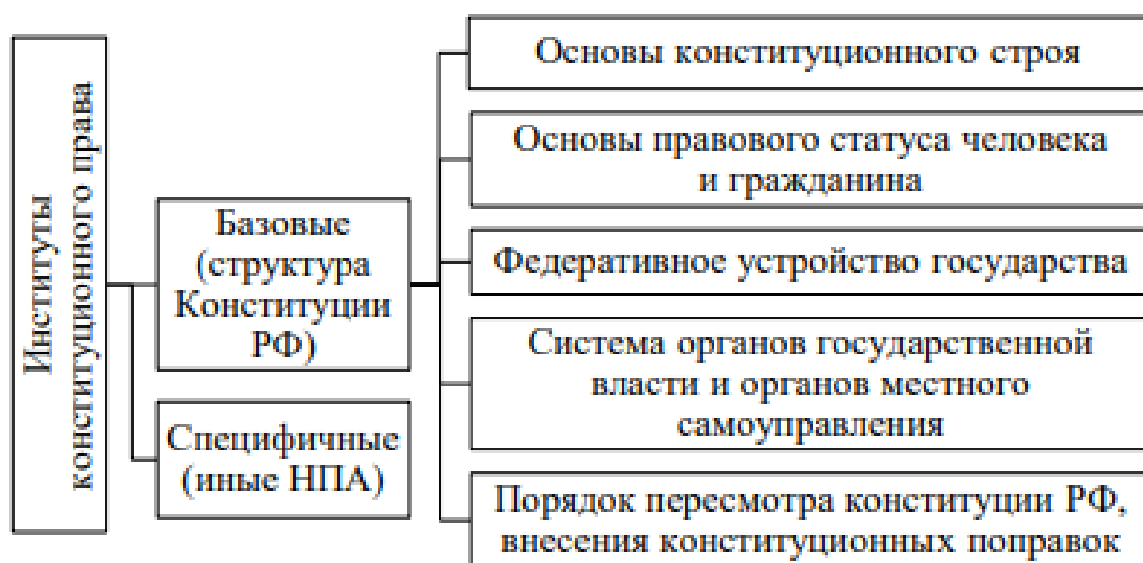 Институты
конституционного права
Базовые
(структура
Конституции
РФ)
Специфичные
(иные НПА)
Основы конституционного строя
Основы правового статуса человека
и гражданина
Федеративное устройство государства
Система органов государственной
власти и органов местного
самоуправления
Порядок пересмотра конституции РФ,
внесения конституционных поправок